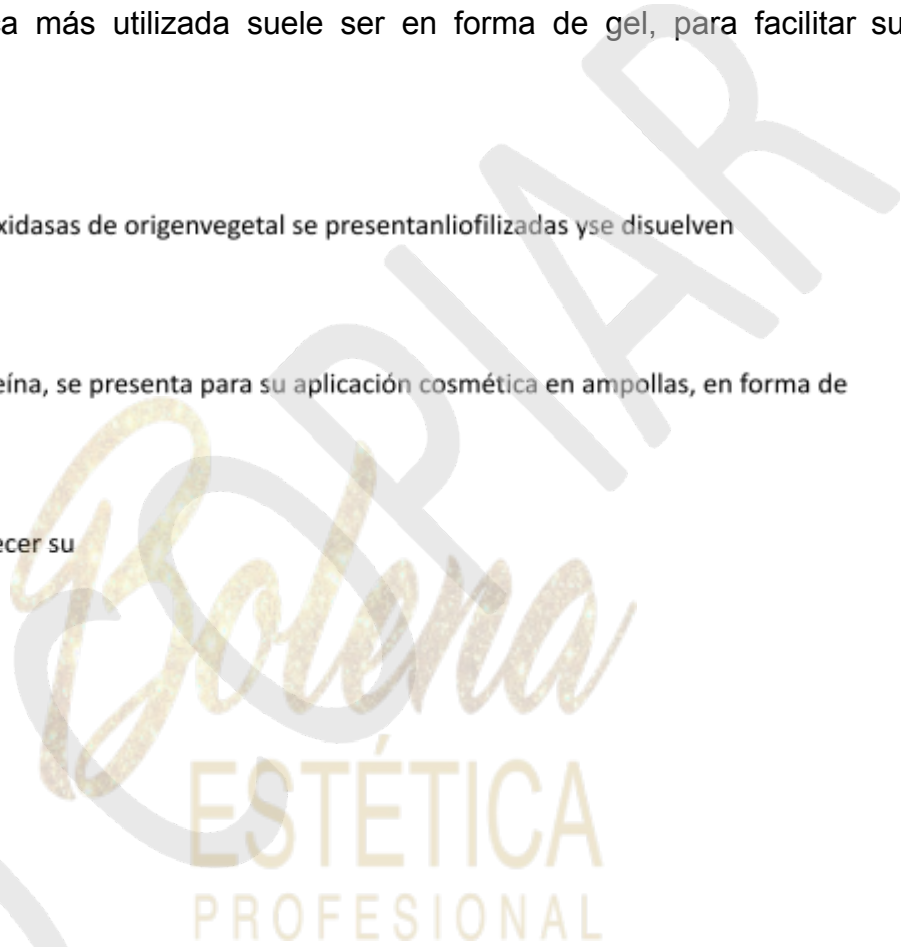 a más utilizada suele ser en forma de gel, para facilitar su
xidasas de origenvegetal se presentanliofilizadas yse disuelven
eína, se presenta para su aplicación cosmética en ampollas, en forma de
ecer su
Bolena
ESTÉTICA
PROFESIONAL
COPIAR